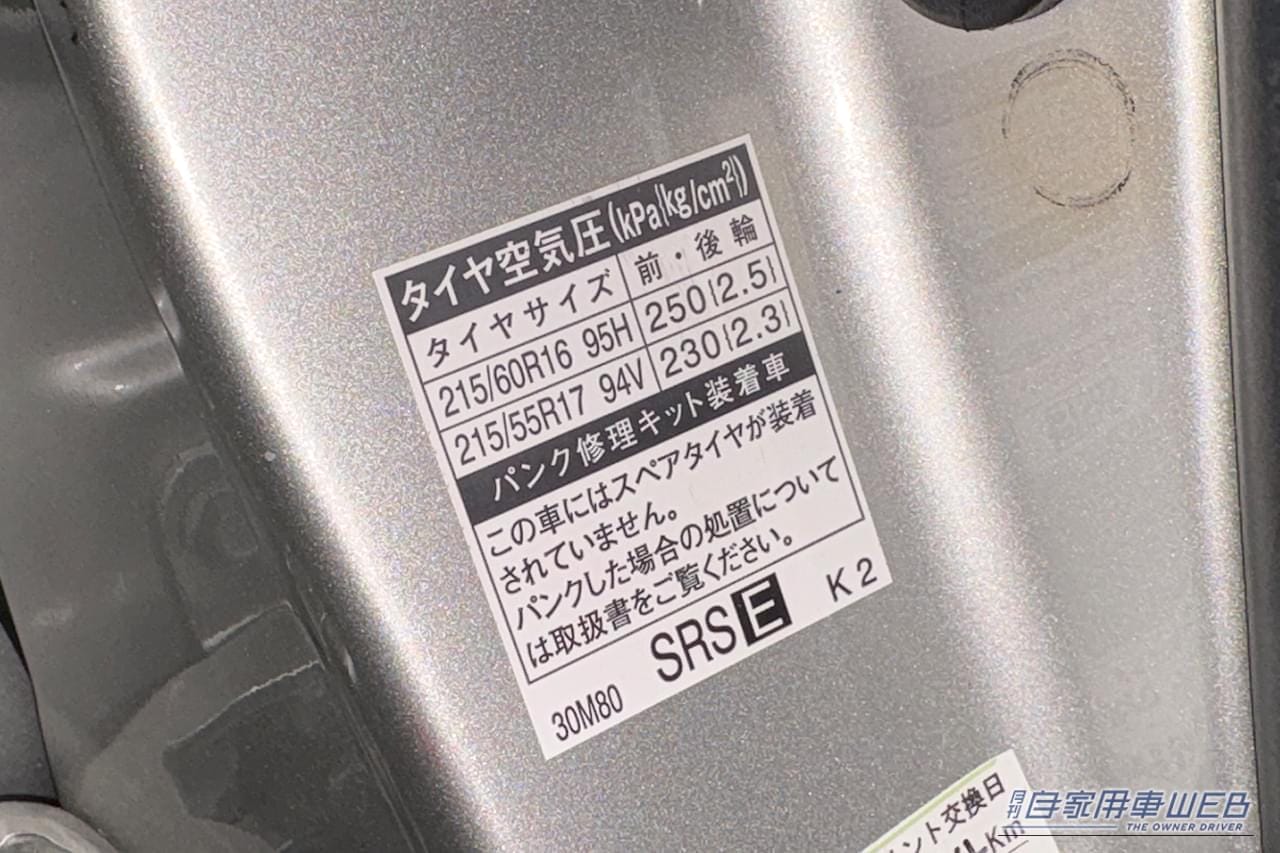 タイヤ空気圧(kPa{kg/cm²})
タイヤサイズ 前・後輪
215/60R16 95H 250{2.5}
215/55R17 94V 230{2.3}
パンク修理キット装着車
この車にはスペアタイヤが装着
されていません。
パンクした場合の処置について
は取扱書をご覧ください。
30M80 SRS E K2
ント交換日
Km
月刊自家用車WEB
THE OWNER DRIVER